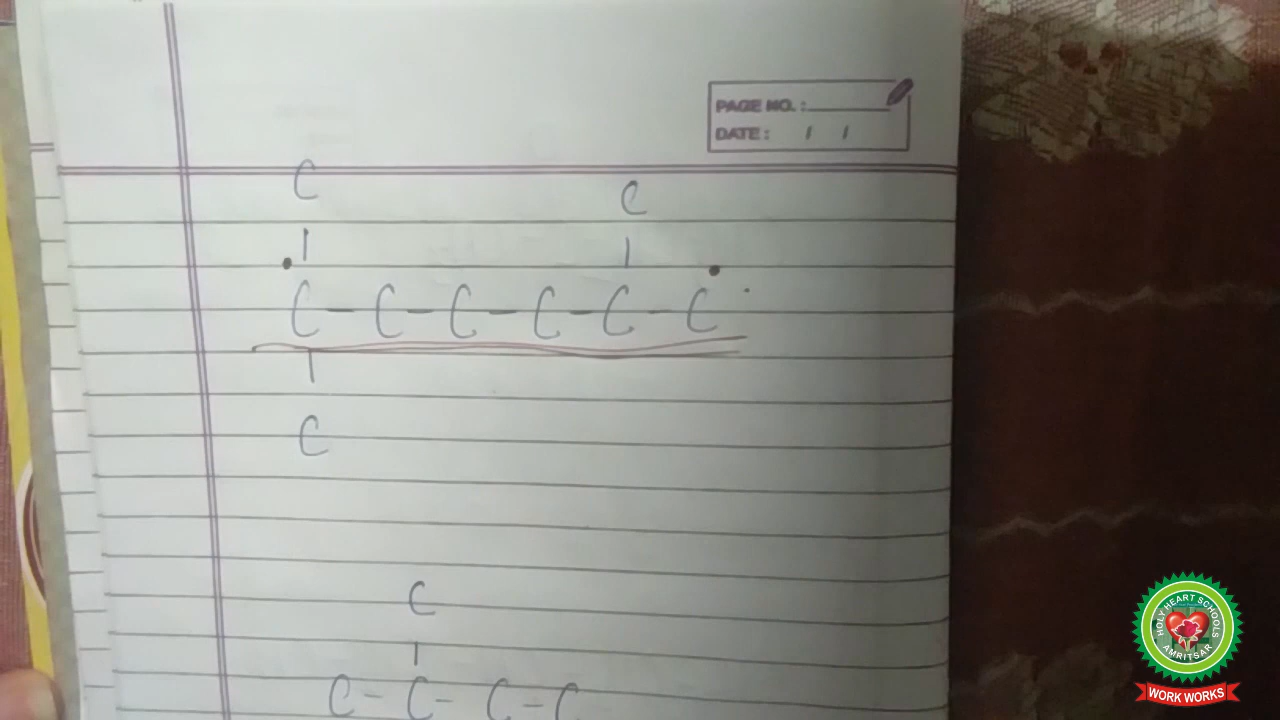 PAGE NO. :
DATE : / /
C
C
C - C - C - C - C - C
C
C
C - C - C - C
HOLY HEART SCHOOLS
AMRITSAR
WORK WORKS